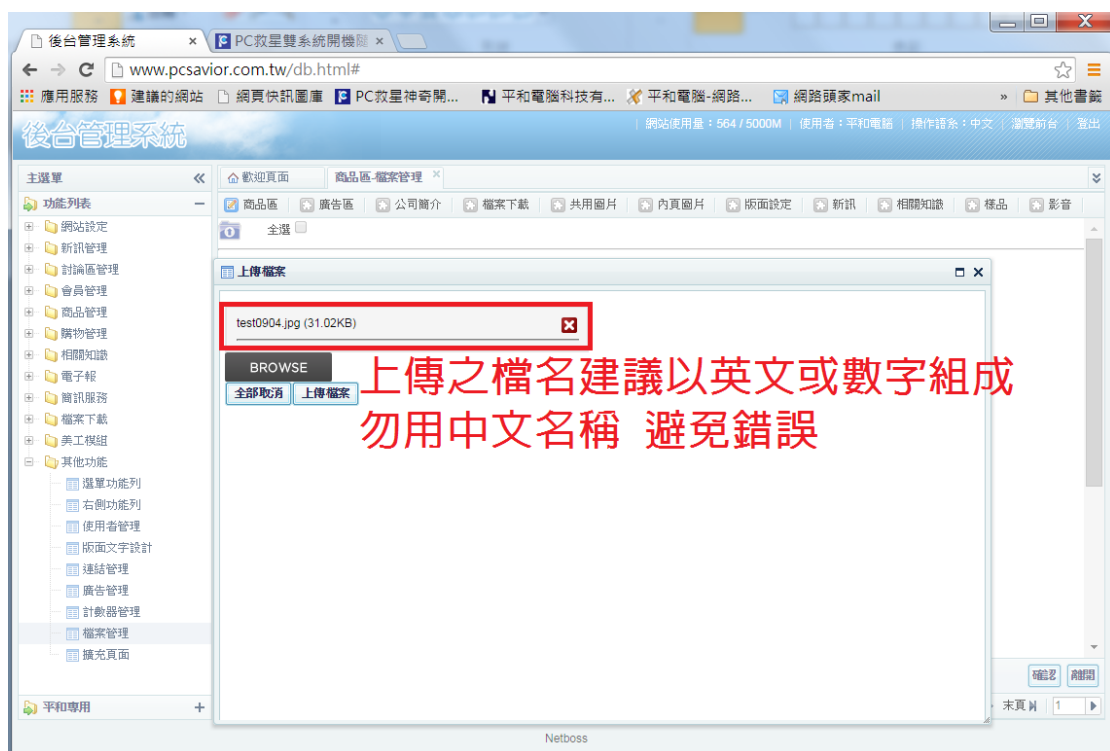 後台管理系統
PC救星雙系統開機
www.pcsavior.com.tw/db.html#
應用服務 建議的網站 網頁快訊圖庫 PC救星神奇開... 平和電腦科技有... 平和電腦-網路... 網路頭家mail » 其他書籤
後台管理系統
網站使用量：564 / 5000M | 使用者：平和電腦 | 操作語系：中文 | 瀏覽前台 | 登出
主選單
歡迎頁面 商品區-檔案管理
功能列表
商品區 廣告區 公司簡介 檔案下載 共用圖片 內頁圖片 版面設定 新訊 相關知識 樣品 影音
全選
網站設定
新訊管理
討論區管理
會員管理
商品管理
購物管理
相關知識
電子報
簡訊服務
檔案下載
美工模組
其他功能
選單功能列
右側功能列
使用者管理
版面文字設計
連結管理
廣告管理
計數器管理
檔案管理
擴充頁面
平和專用
上傳檔案
test0904.jpg (31.02KB)
BROWSE
全部取消 上傳檔案
上傳之檔名建議以英文或數字組成
勿用中文名稱 避免錯誤
確認 離開
末頁 1
Netboss